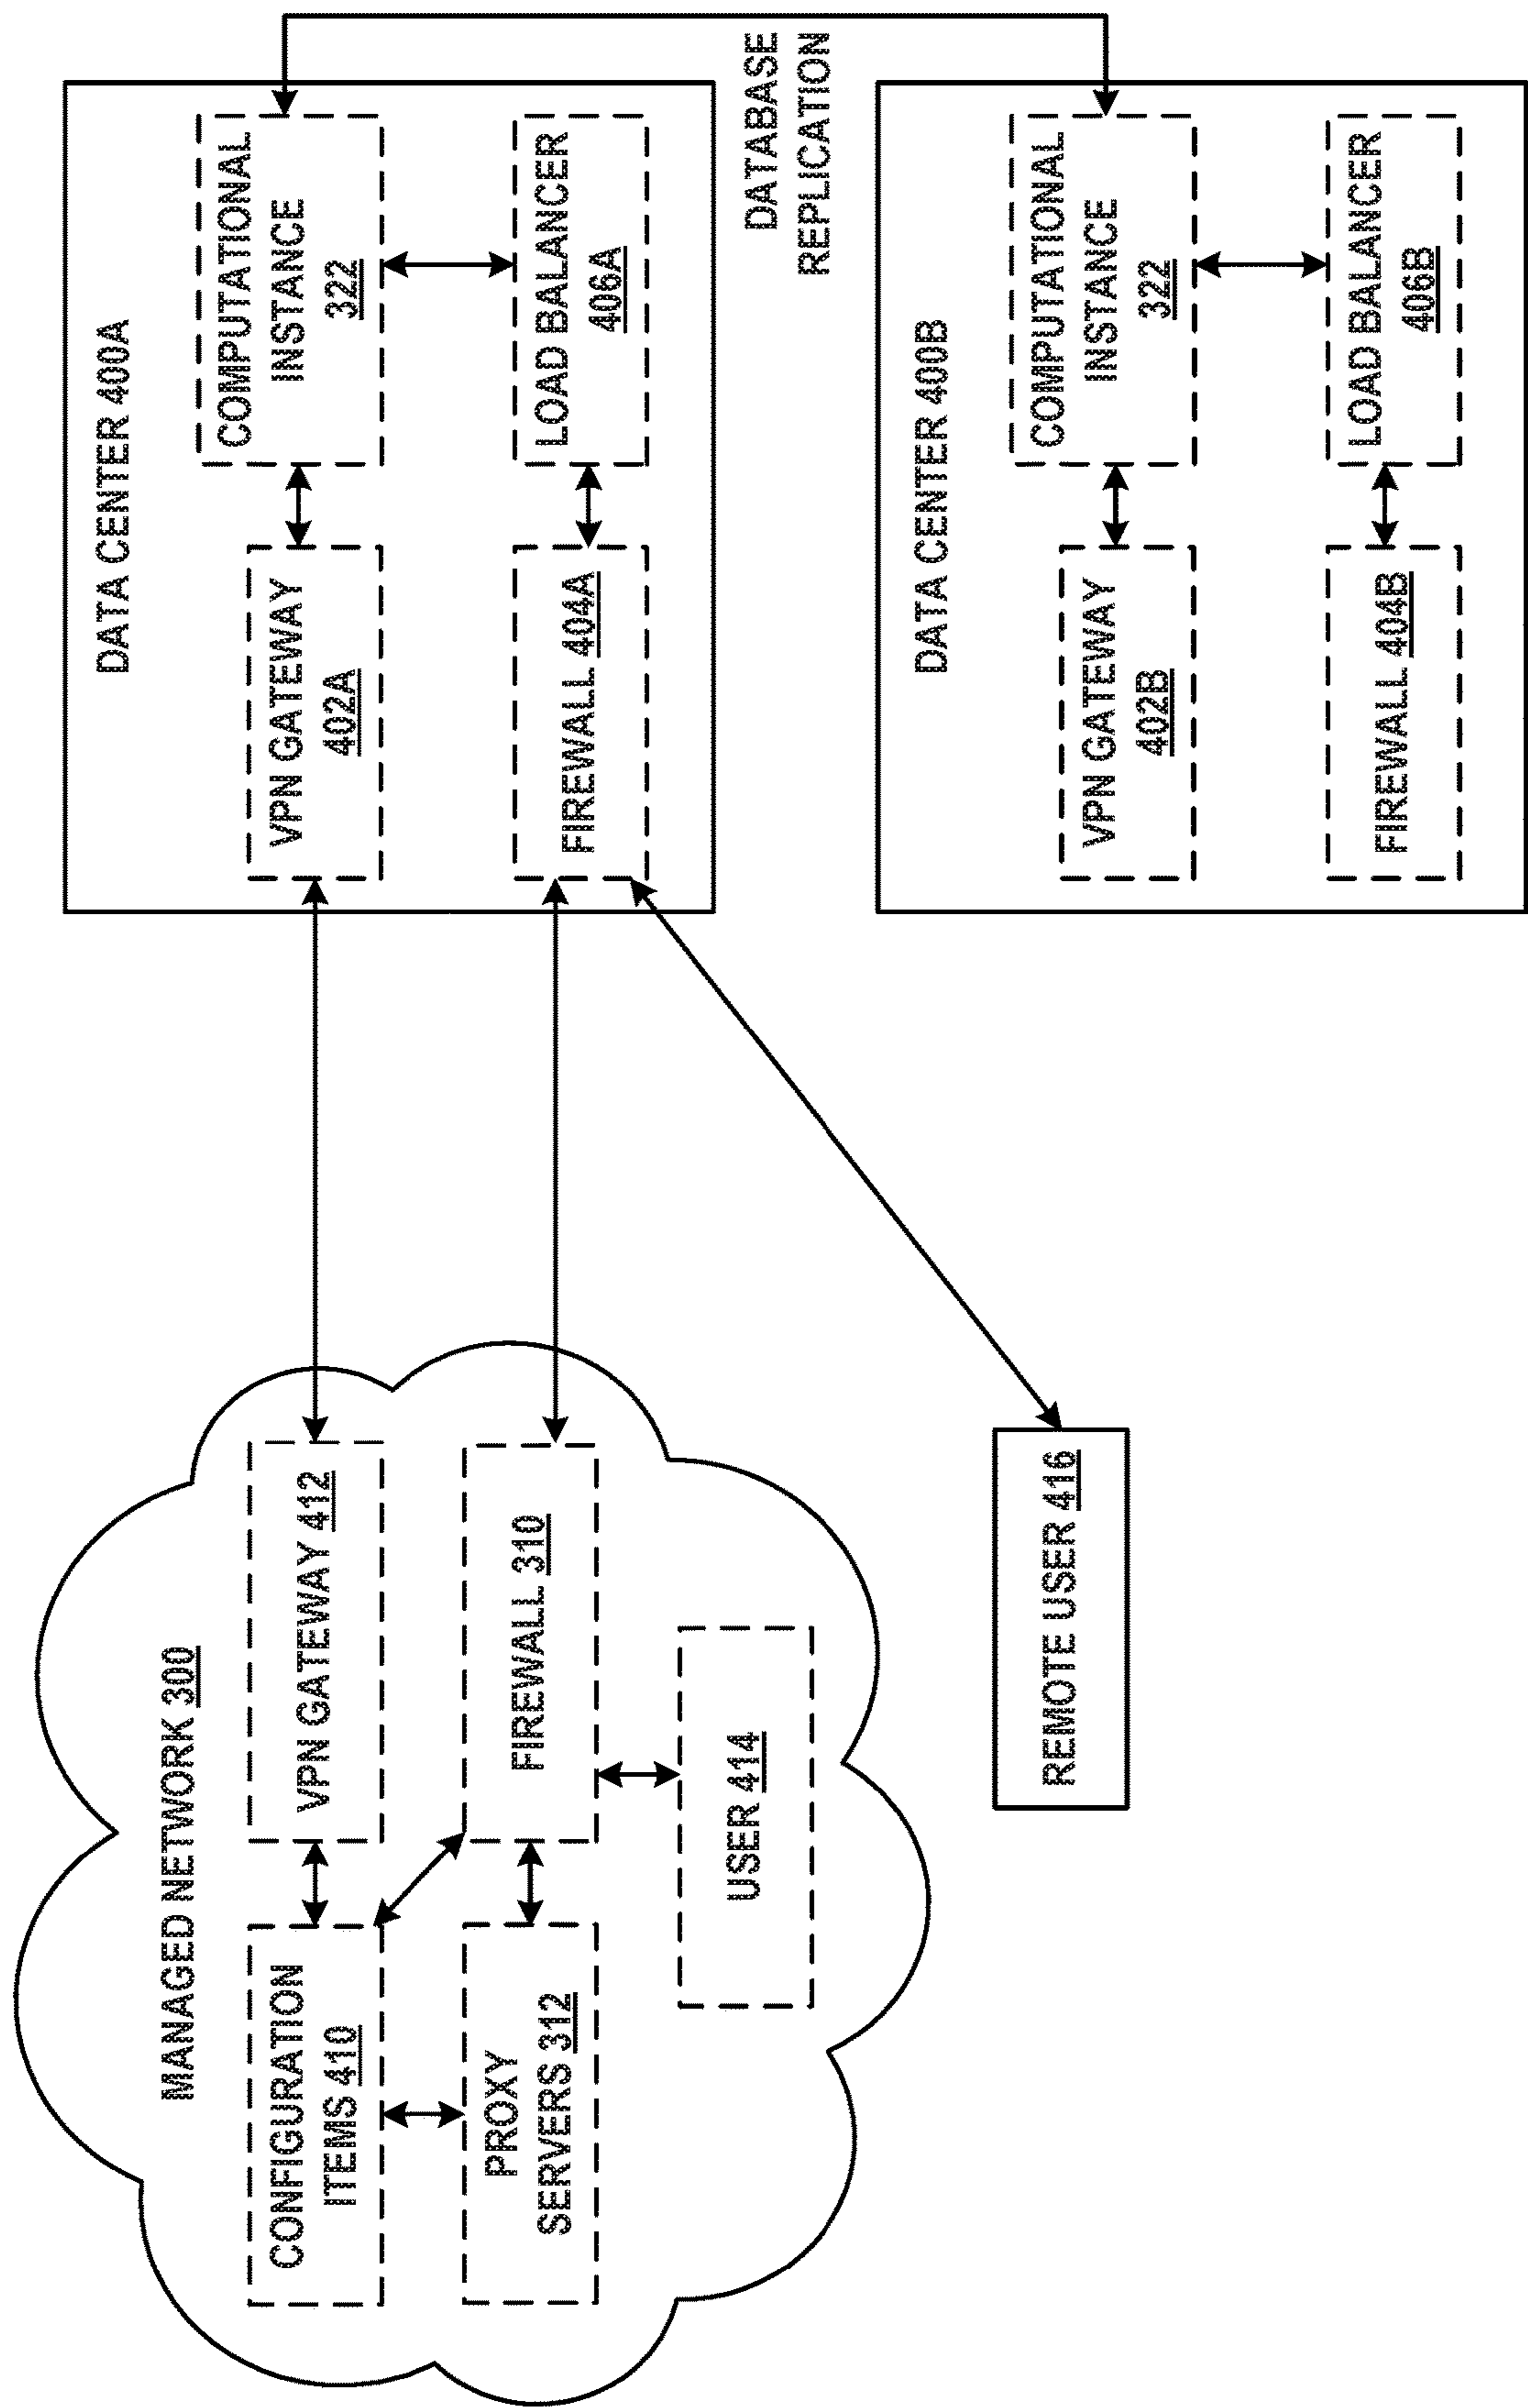 MANAGED NETWORK 300
CONFIGURATION
ITEMS 410
VPN GATEWAY 412
PROXY
SERVERS 312
FIREWALL 310
USER 414
REMOTE USER 416
DATA CENTER 400A
VPN GATEWAY
402A
COMPUTATIONAL
INSTANCE
322
FIREWALL 404A
LOAD BALANCER
406A
DATABASE
REPLICATION
DATA CENTER 400B
VPN GATEWAY
402B
COMPUTATIONAL
INSTANCE
322
FIREWALL 404B
LOAD BALANCER
406B